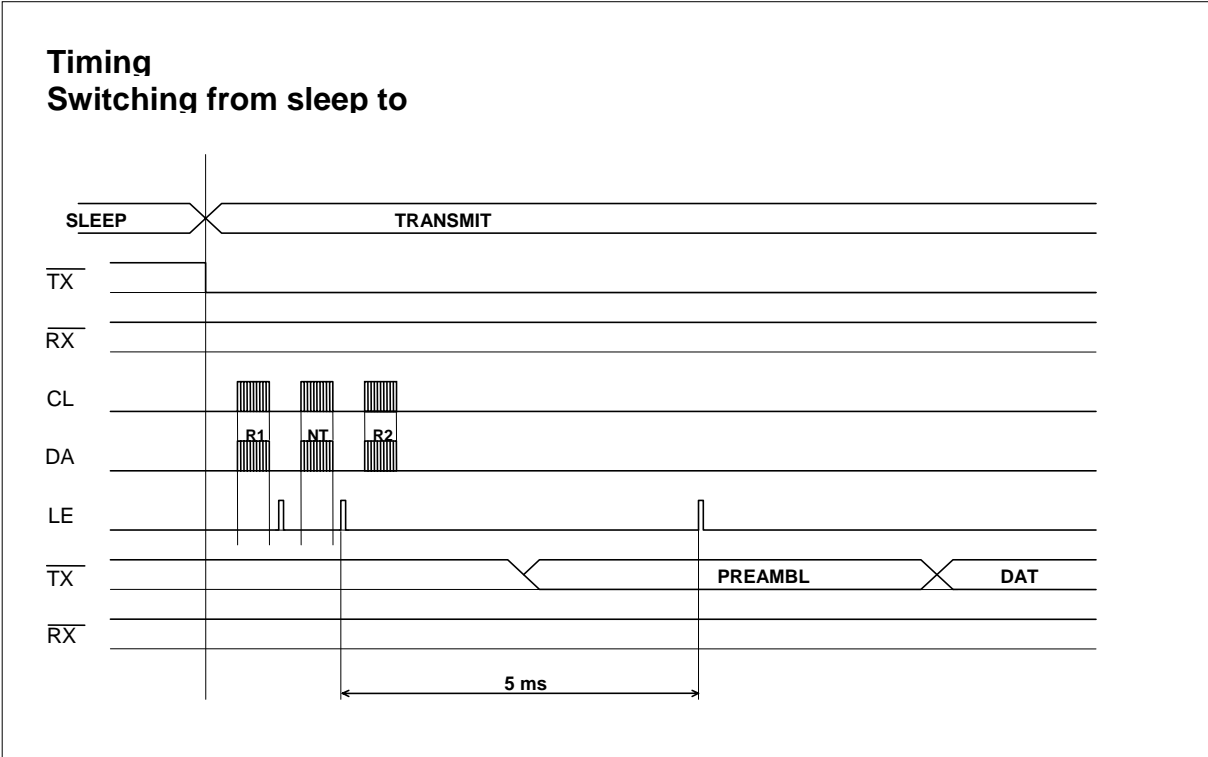 Timing
Switching from sleep to
SLEEP TRANSMIT
TX
RX
CL
R1 NT R2
DA
LE
TX PREAMBL DAT
RX
5 ms